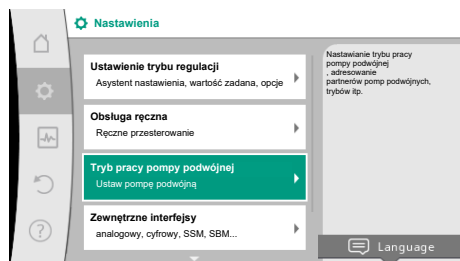 Nastawienia
Ustawienie trybu regulacji
Asystent nastawienia, wartość zadana, opcje
Obsługa ręczna
Ręczne przesterowanie
Tryb pracy pompy podwójnej
Ustaw pompę podwójną
Zewnętrzne interfejsy
analogowy, cyfrowy, SSM, SBM...
Nastawianie trybu pracy
pompy podwójnej
, adresowanie
partnerów pomp podwójnych,
trybów itp.
Language